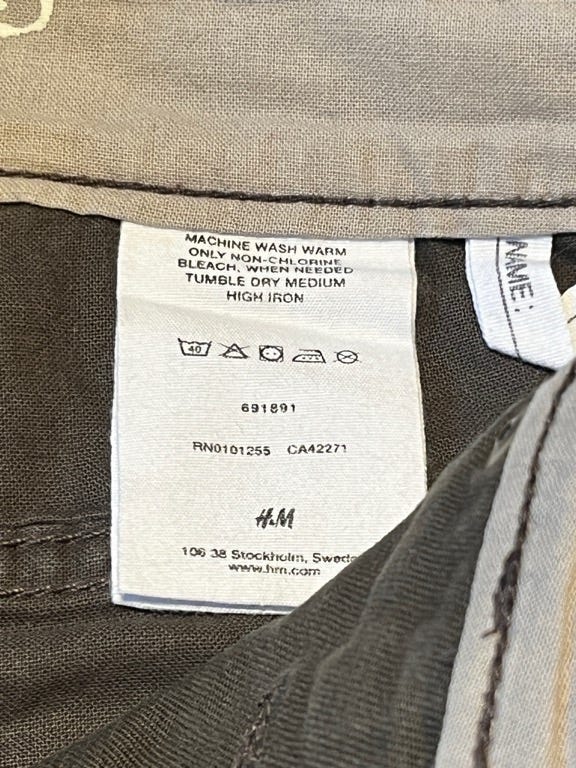 MACHINE WASH WARM
ONLY NON-CHLORINE
BLEACH, WHEN NEEDED
TUMBLE DRY MEDIUM
HIGH IRON
40
691891
RN0101255 CA42271
H&M
106 38 Stockholm, Swede
www.hm.com
NAME: